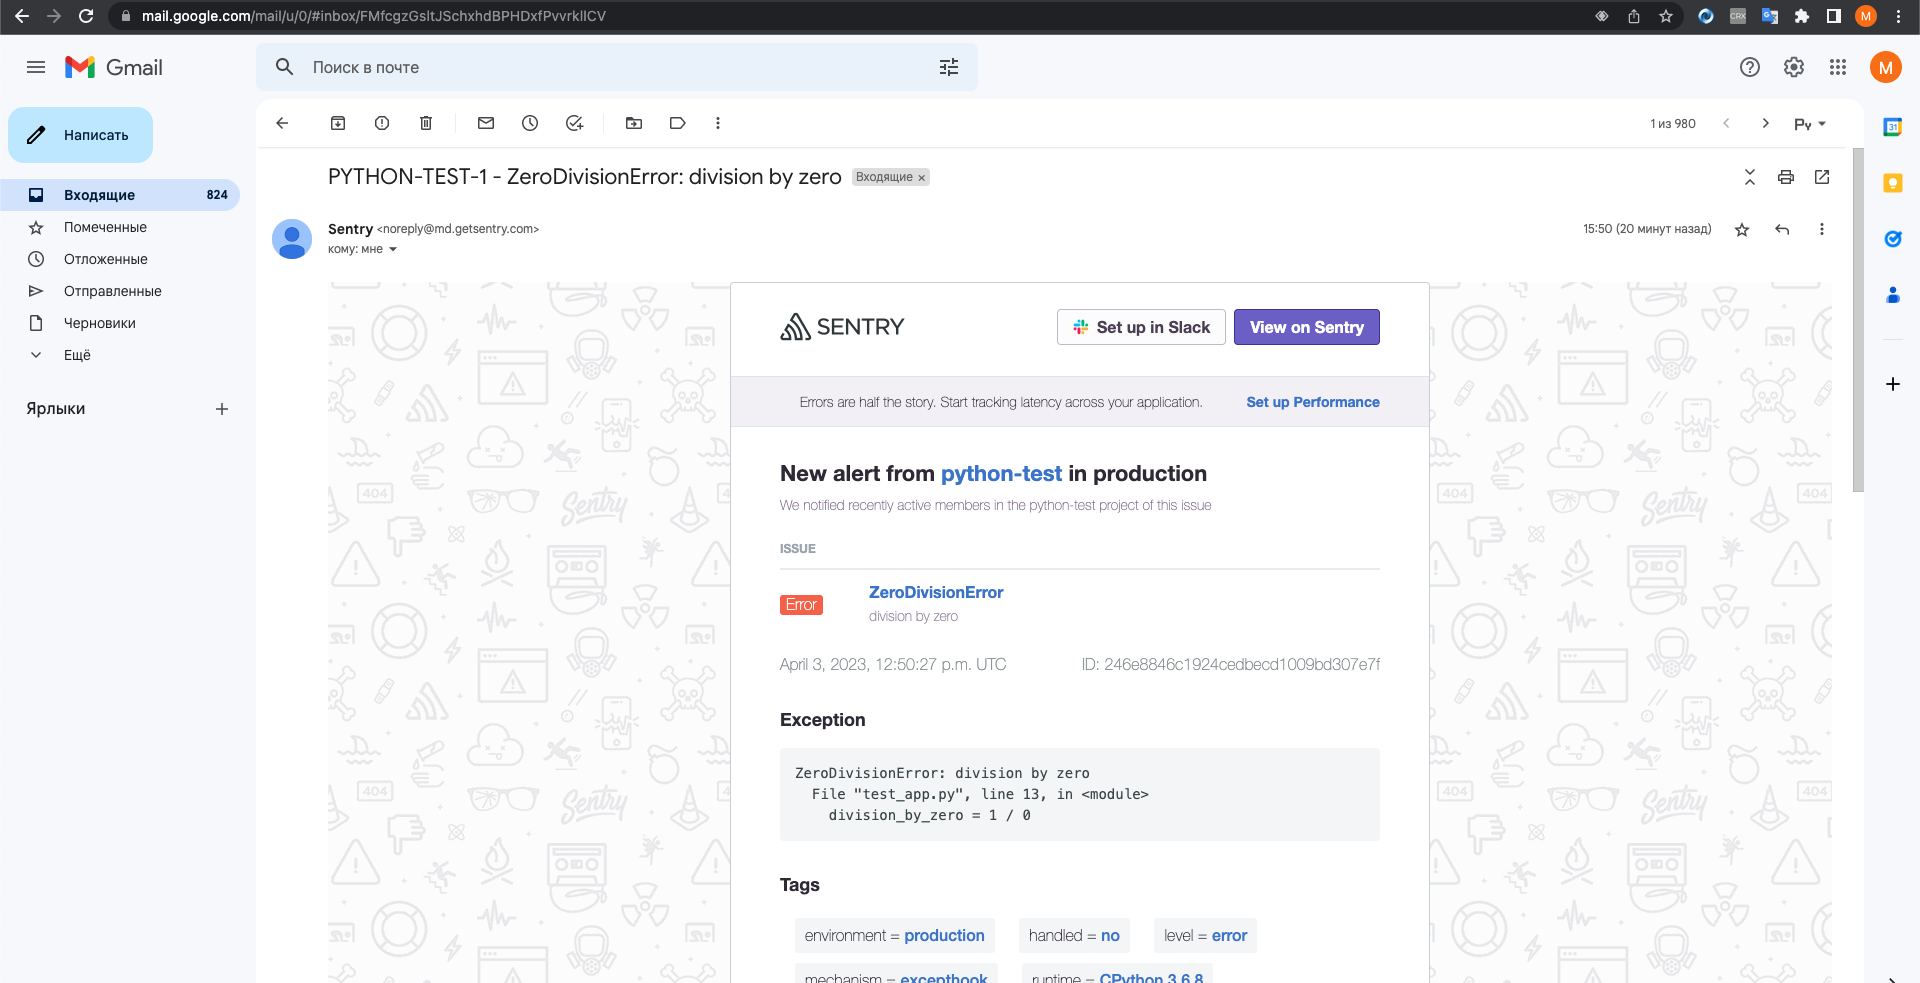 mail.google.com/mail/u/0/#inbox/FMfcgzGsltJSchxhdBPHDxfPvvrkllCV
M
Gmail
Поиск в почте
M
Написать
1 из 980
Ру
31
PYTHON-TEST-1 - ZeroDivisionError: division by zero
Входящие ×
Входящие 824
Помеченные
Отложенные
Отправленные
Черновики
Ещё
Ярлыки
Sentry <noreply@md.getsentry.com>
15:50 (20 минут назад)
кому: мне
SENTRY
Set up in Slack
View on Sentry
Errors are half the story. Start tracking latency across your application.
Set up Performance
New alert from python-test in production
We notified recently active members in the python-test project of this issue
404
Sentry
ISSUE
Error
ZeroDivisionError
division by zero
April 3, 2023, 12:50:27 p.m. UTC
ID: 246e8846c1924cedbecd1009bd307e7f
Exception
ZeroDivisionError: division by zero
File "test_app.py", line 13, in <module>
division_by_zero = 1 / 0
Tags
environment = production
handled = no
level = error
mechanism = excepthook
runtime = CPython 3.6.8